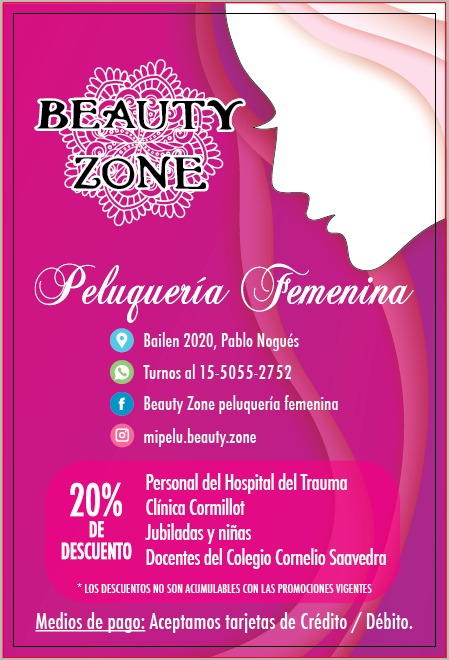 BEAUTY
ZONE
Peluquería Femenina
Bailen 2020, Pablo Nogués
Turnos al 15-5055-2752
Beauty Zone peluquería femenina
mipelu.beauty.zone
20%
DE
DESCUENTO
Personal del Hospital del Trauma
Clínica Cormillot
Jubiladas y niñas
Docentes del Colegio Cornelio Saavedra
* LOS DESCUENTOS NO SON ACUMULABLES CON LAS PROMOCIONES VIGENTES
Medios de pago: Aceptamos tarjetas de Crédito / Débito.